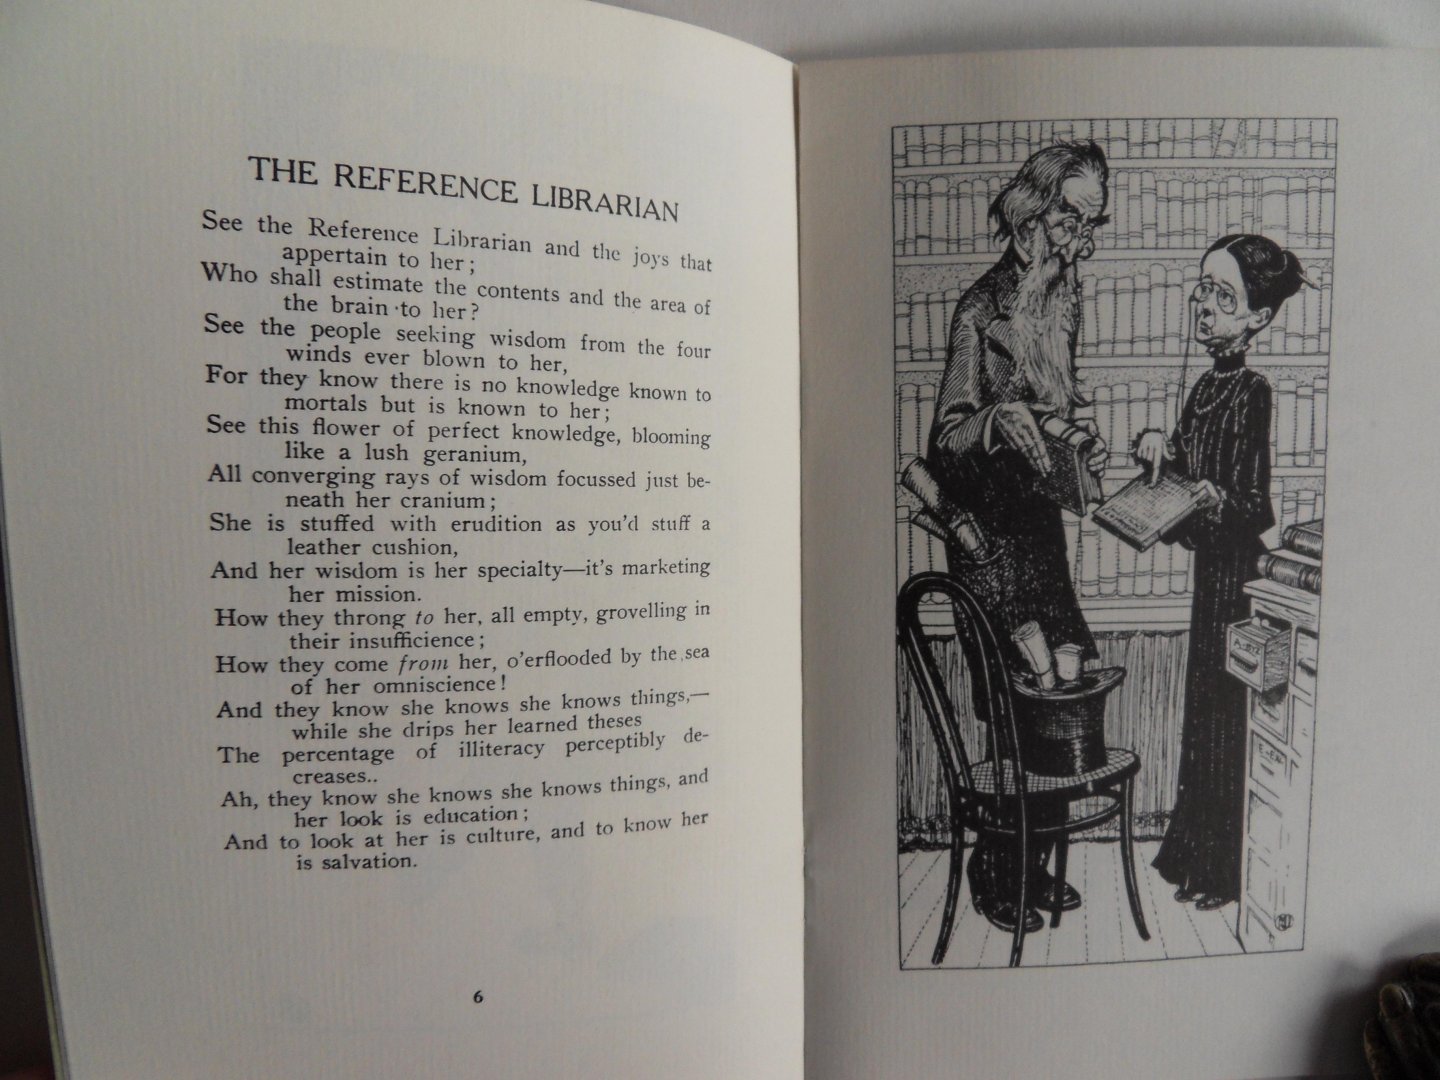 THE REFERENCE LIBRARIAN
See the Reference Librarian and the joys that
appertain to her;
Who shall estimate the contents and the area of
the brain to her?
See the people seeking wisdom from the four
winds ever blown to her,
For they know there is no knowledge known to
mortals but is known to her;
See this flower of perfect knowledge, blooming
like a lush geranium,
All converging rays of wisdom focussed just be-
neath her cranium;
She is stuffed with erudition as you'd stuff a
leather cushion,
And her wisdom is her specialty—it's marketing
her mission.
How they throng to her, all empty, grovelling in
their insufficience;
How they come from her, o'erflooded by the sea
of her omniscience!
And they know she knows she knows things,—
while she drips her learned theses
The percentage of illiteracy perceptibly de-
creases..
Ah, they know she knows she knows things, and
her look is education;
And to look at her is culture, and to know her
is salvation.
6